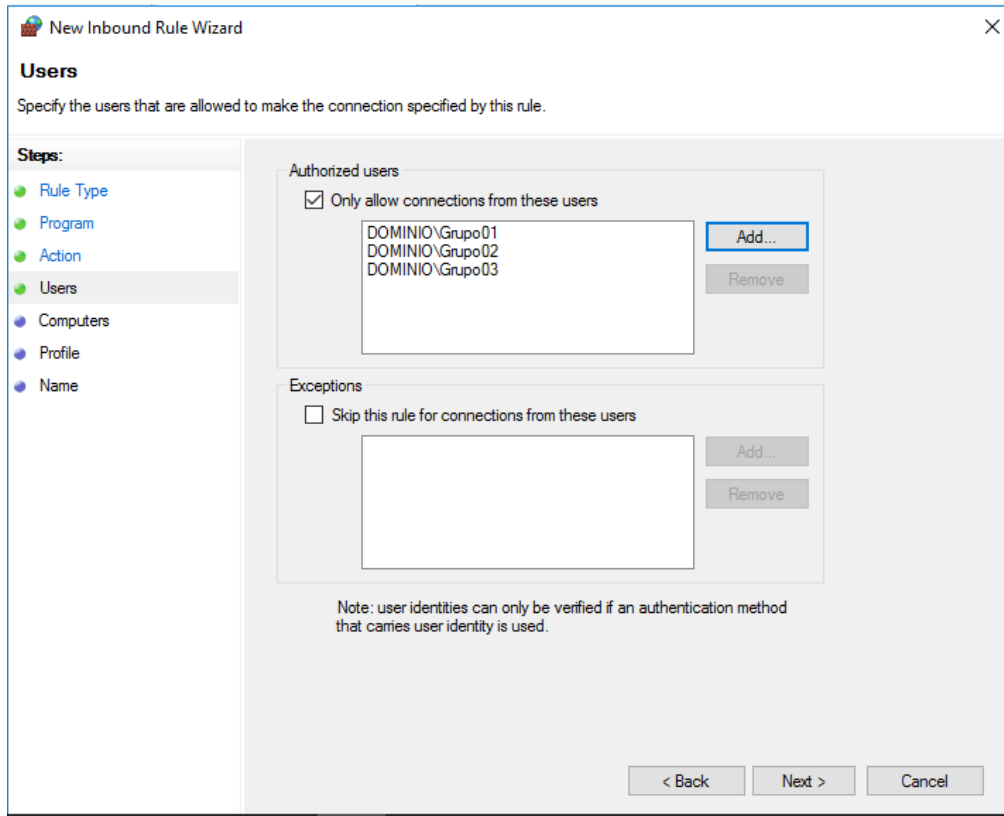 New Inbound Rule Wizard
Users
Specify the users that are allowed to make the connection specified by this rule.
Steps:
Rule Type
Program
Action
Users
Computers
Profile
Name
Authorized users
Only allow connections from these users
DOMINIO\Grupo01
DOMINIO\Grupo02
DOMINIO\Grupo03
Add...
Remove
Exceptions
Skip this rule for connections from these users
Add...
Remove
Note: user identities can only be verified if an authentication method
that carries user identity is used.
< Back
Next >
Cancel